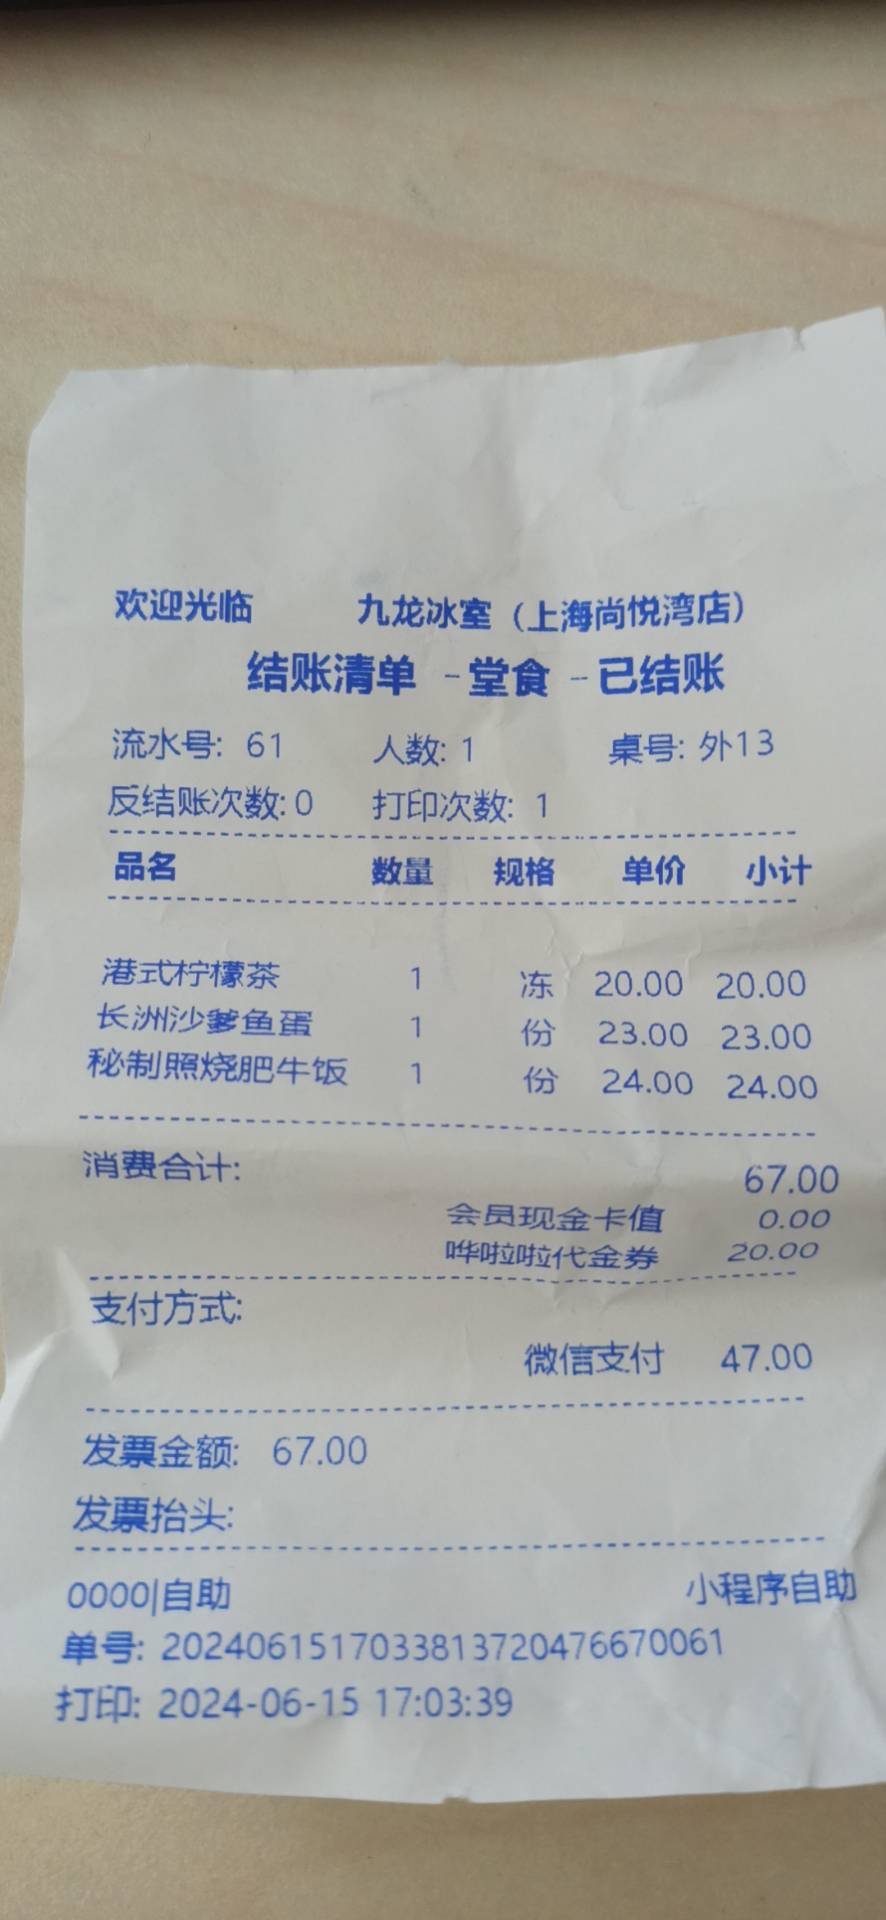 欢迎光临 九龙冰室（上海尚悦湾店）
结账清单 -堂食 --已结账
流水号: 61 人数: 1 桌号: 外13
反结账次数: 0 打印次数: 1
品名 数量 规格 单价 小计
港式柠檬茶 1 冻 20.00 20.00
长洲沙爹鱼蛋 1 份 23.00 23.00
秘制照烧肥牛饭 1 份 24.00 24.00
消费合计: 67.00
会员现金卡值 0.00
哗啦啦代金券 20.00
支付方式:
微信支付 47.00
发票金额: 67.00
发票抬头:
0000|自助 小程序自助
单号: 2024061517033813720476670061
打印: 2024-06-15 17:03:39